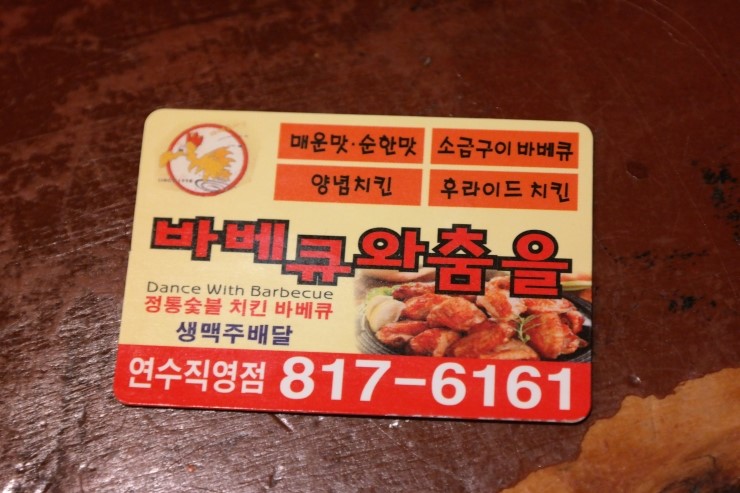 매운맛·순한맛
소금구이 바베큐
양념치킨
후라이드 치킨
바베큐와춤을
Dance With Barbecue
정통숯불 치킨 바베큐
생맥주배달
연수직영점 817-6161